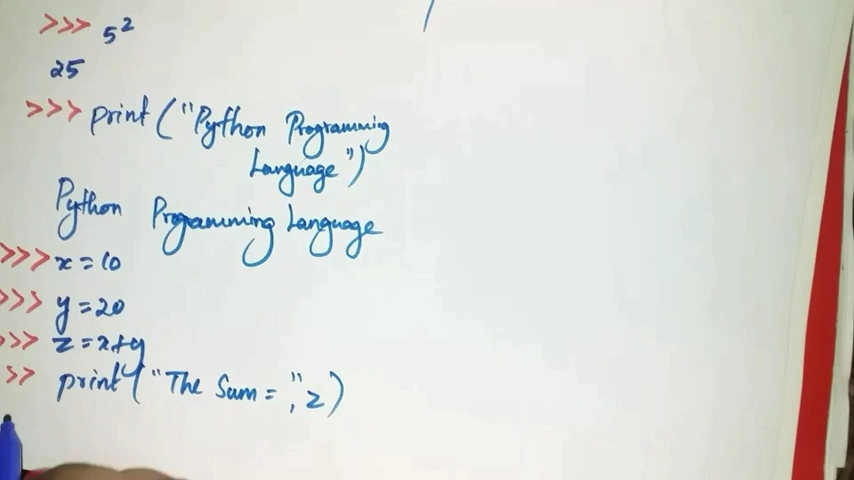 >>> 5²
25
>>> print ("Python Programming
Language")
Python Programming Language
>>> x = 10
>>> y = 20
>>> z = x+y
>> print ("The Sum = ", z)